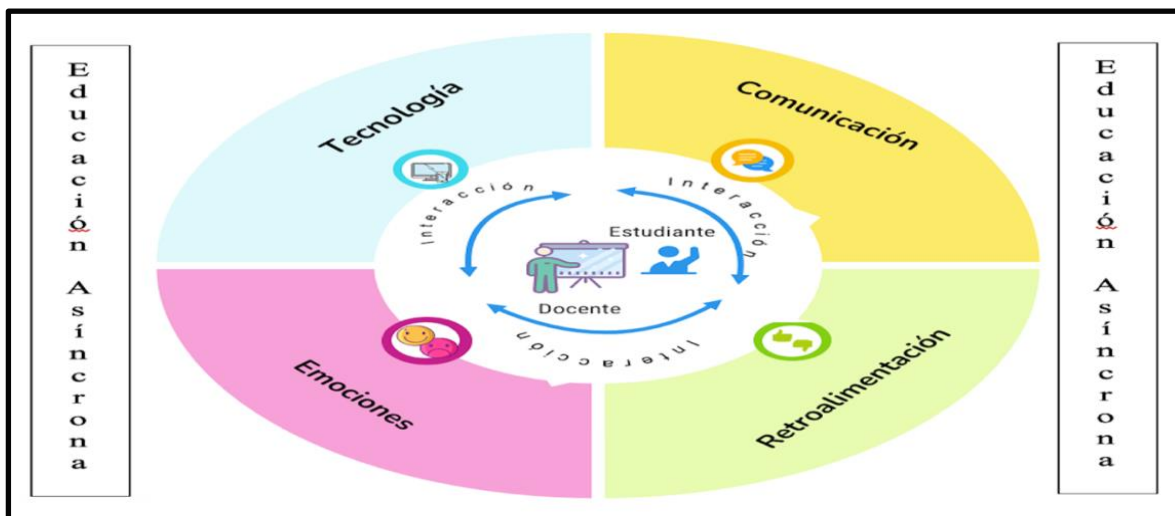 Educación Asíncrona
Tecnología
Comunicación
Interacción
Interacción
Estudiante
Docente
Interacción
Emociones
Retroalimentación
Educación Asíncrona